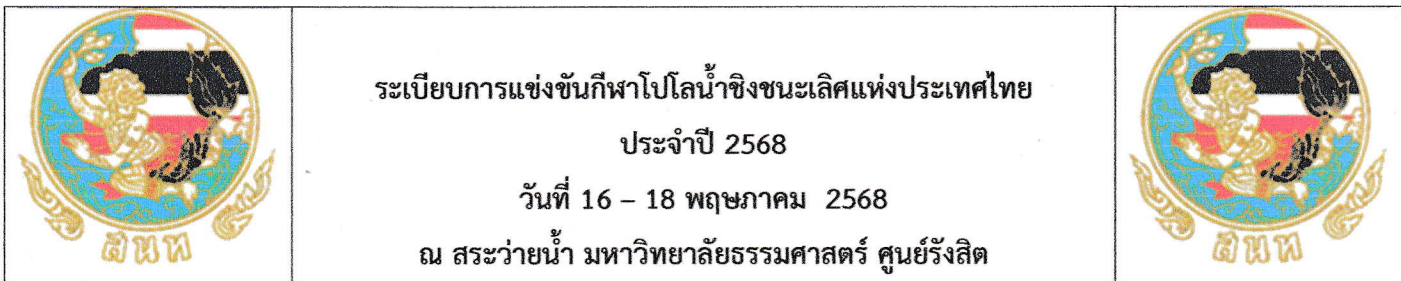 ระเบียบการแข่งขันกีฬาโปโลน้ำชิงชนะเลิศแห่งประเทศไทย
ประจำปี 2568
วันที่ 16 – 18 พฤษภาคม 2568
ณ สระว่ายน้ำ มหาวิทยาลัยธรรมศาสตร์ ศูนย์รังสิต
สนท
สนท